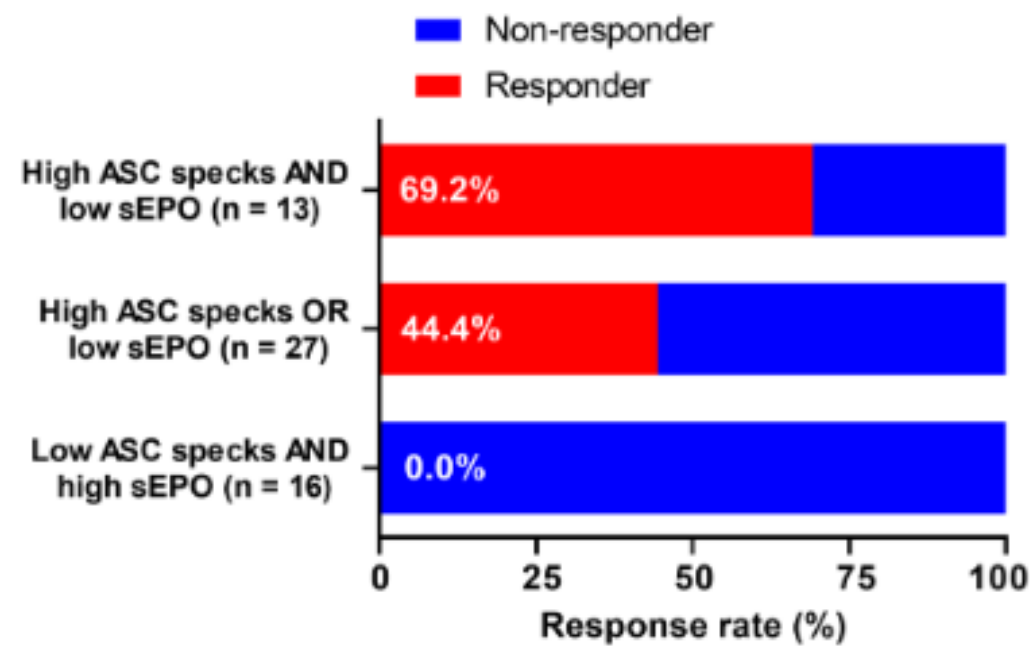 Non-responder
Responder
High ASC specks AND
low sEPO (n = 13)
69.2%
High ASC specks OR
low sEPO (n = 27)
44.4%
Low ASC specks AND
high sEPO (n = 16)
0.0%
0 25 50 75 100
Response rate (%)